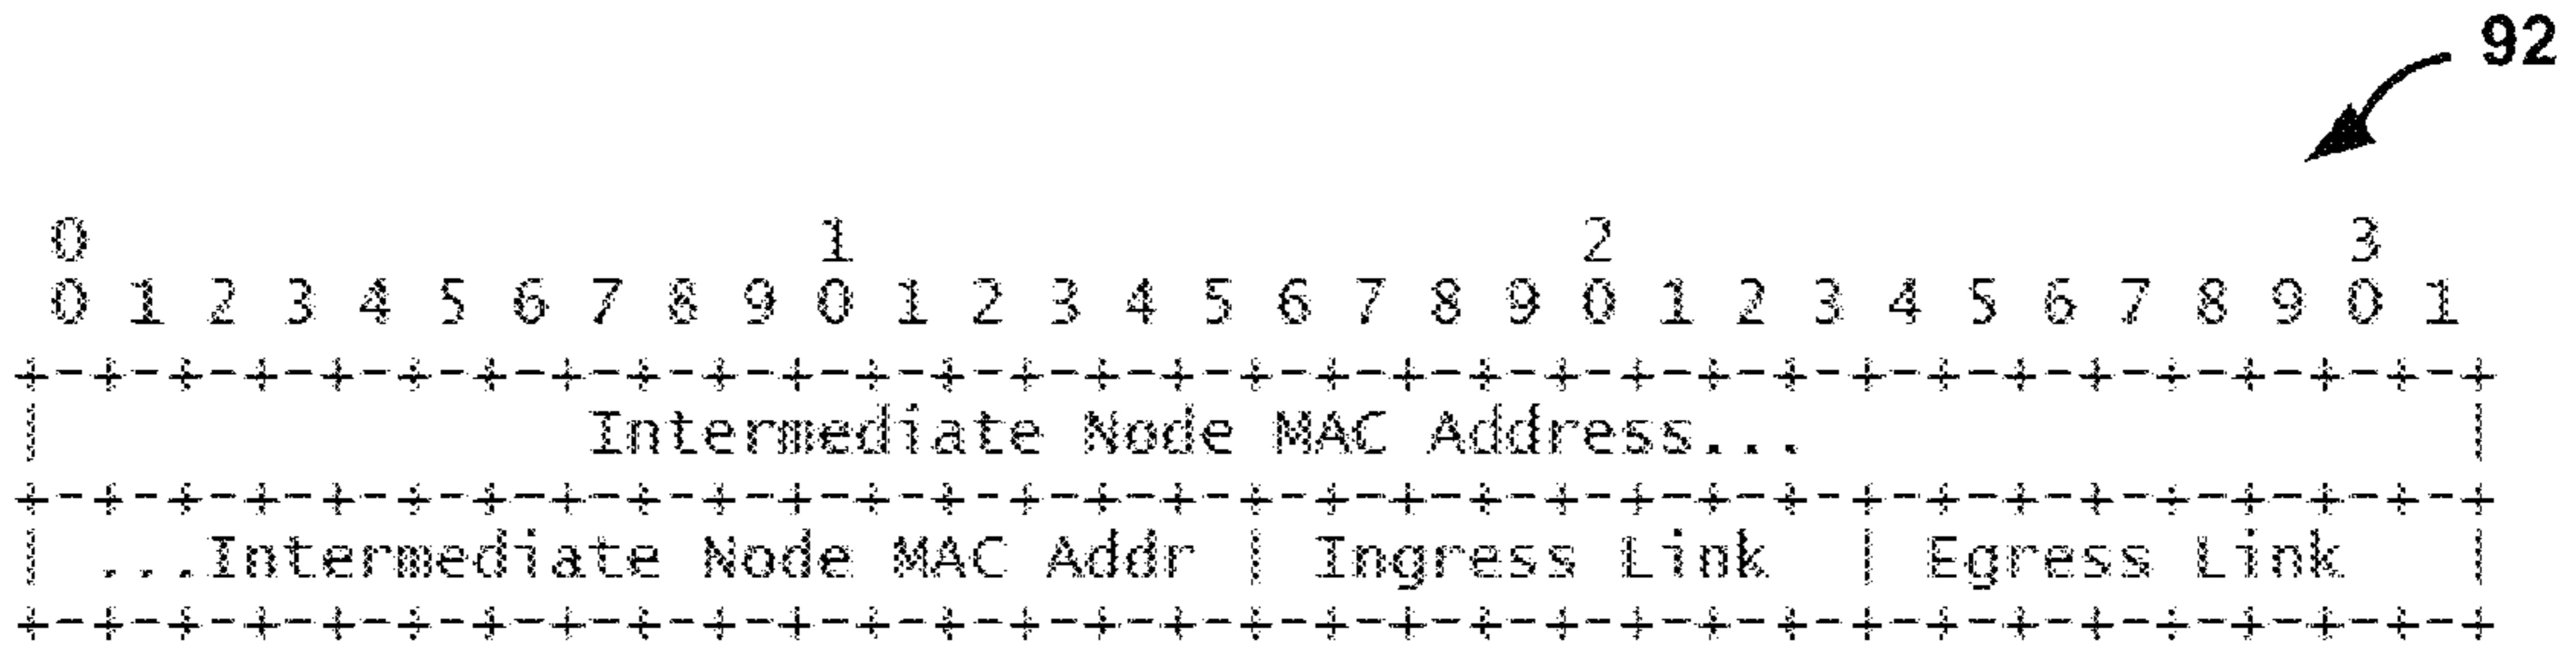 92
0                   1                   2                   3
0 1 2 3 4 5 6 7 8 9 0 1 2 3 4 5 6 7 8 9 0 1 2 3 4 5 6 7 8 9 0 1
+-+-+-+-+-+-+-+-+-+-+-+-+-+-+-+-+-+-+-+-+-+-+-+-+-+-+-+-+-+-+-+-+
| Intermediate Node MAC Address... |
+-+-+-+-+-+-+-+-+-+-+-+-+-+-+-+-+-+-+-+-+-+-+-+-+-+-+-+-+-+-+-+-+
| ...Intermediate Node MAC Addr | Ingress Link | Egress Link |
+-+-+-+-+-+-+-+-+-+-+-+-+-+-+-+-+-+-+-+-+-+-+-+-+-+-+-+-+-+-+-+-+